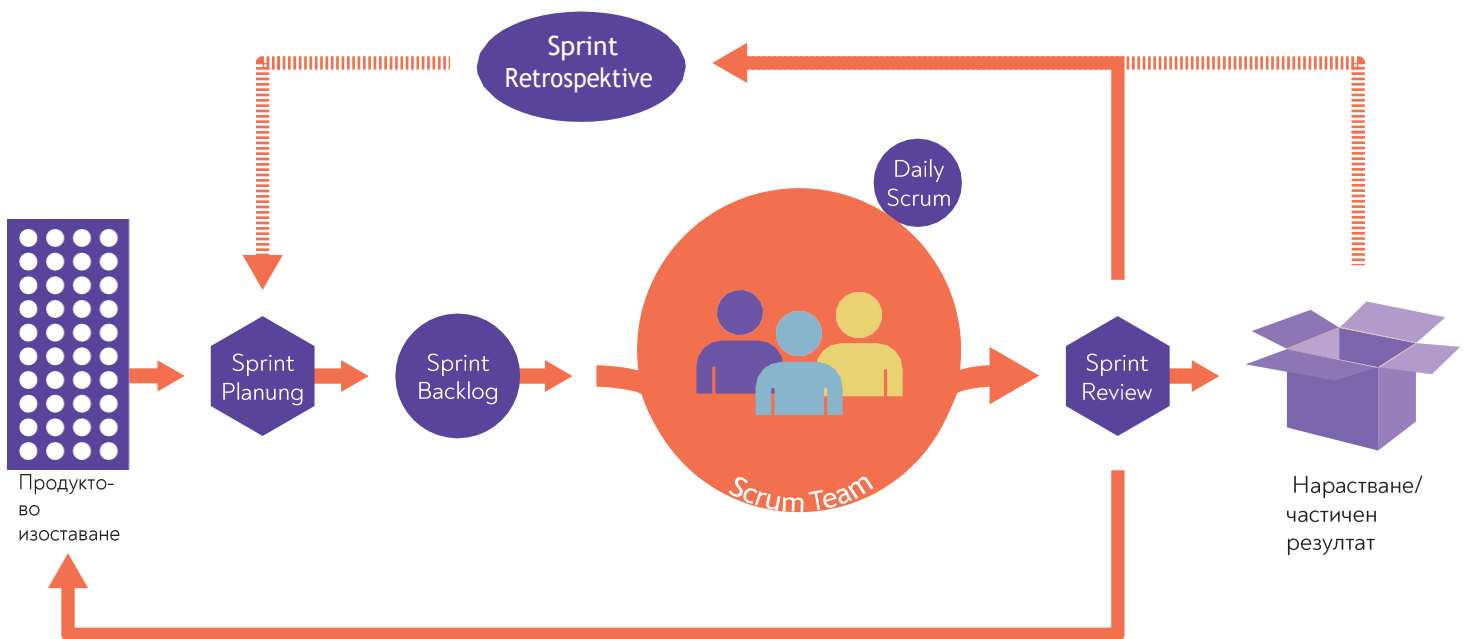 Sprint
Retrospektive
Daily
Scrum
Sprint
Planung
Sprint
Backlog
Scrum Team
Sprint
Review
Продукто-
во
изоставане
Нарастване/
частичен
резултат